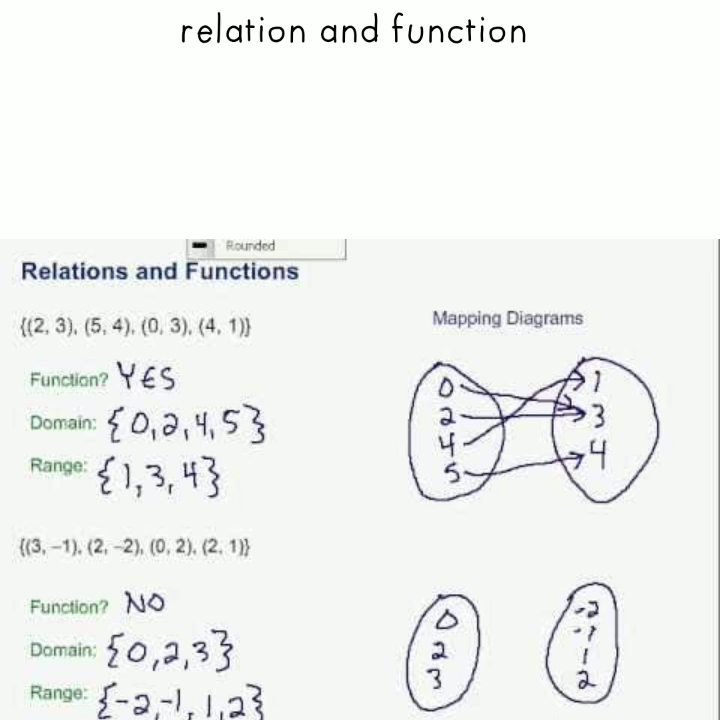 relation and function
Rounded
Relations and Functions
{(2, 3), (5, 4), (0, 3), (4, 1)}
Mapping Diagrams
Function? YES
Domain: {0,2,4,5}
Range: {1,3,4}
0
2
4
5
1
3
4
{(3, –1), (2, –2), (0, 2), (2, 1)}
Function? NO
Domain: {0,2,3}
Range: {-2,-1, 1,2}
0
2
3
-2
-1
1
2